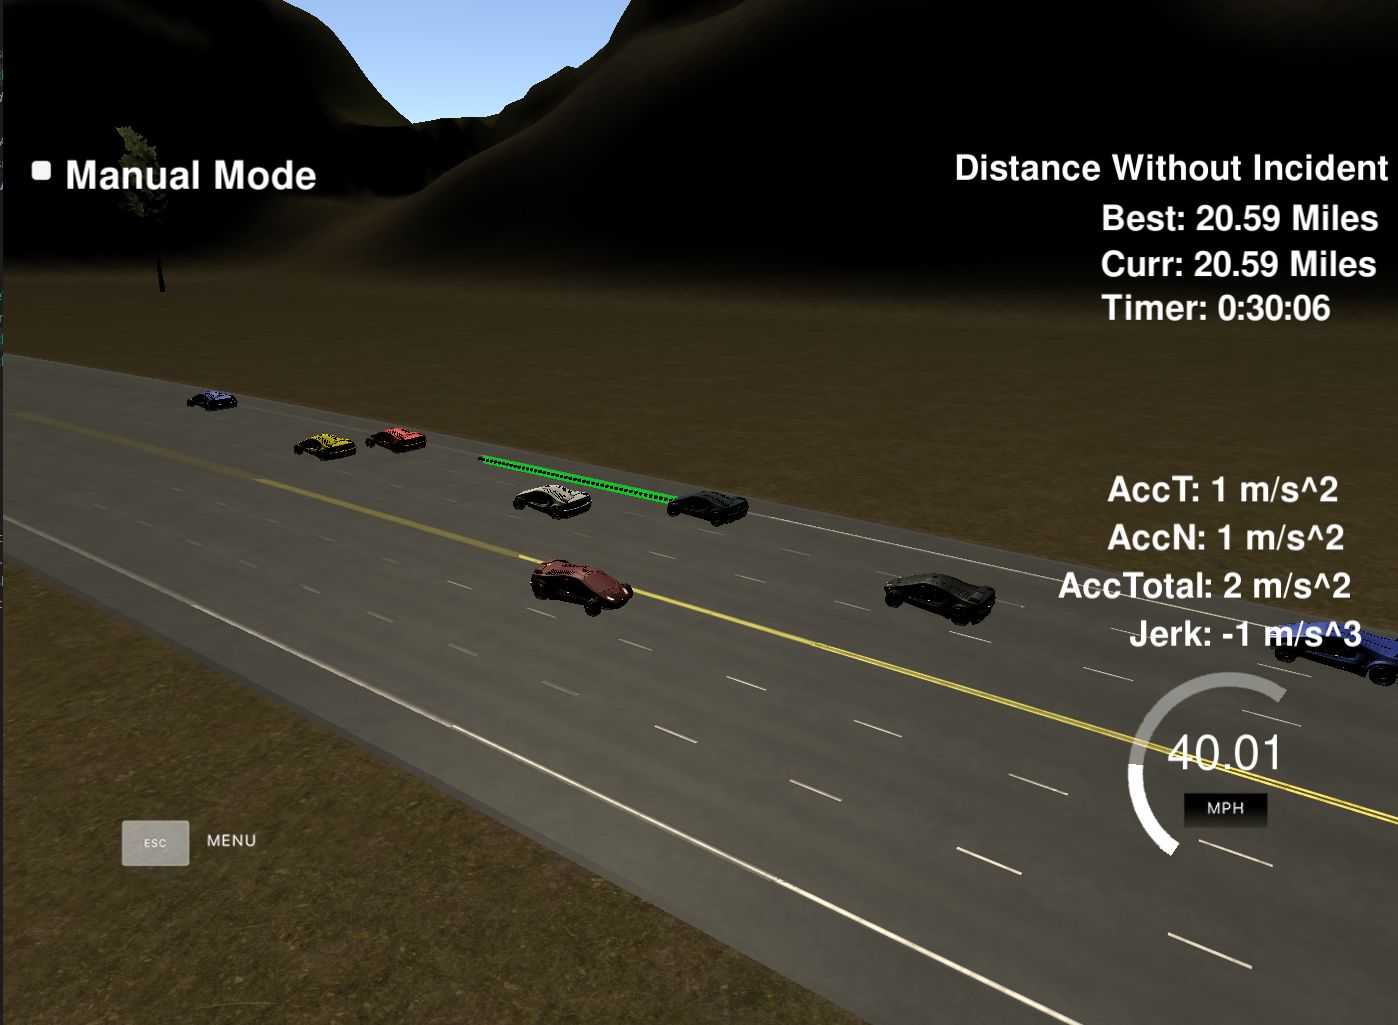 Manual Mode
Distance Without Incident
Best: 20.59 Miles
Curr: 20.59 Miles
Timer: 0:30:06
AccT: 1 m/s^2
AccN: 1 m/s^2
AccTotal: 2 m/s^2
Jerk: -1 m/s^3
40.01
MPH
ESC MENU